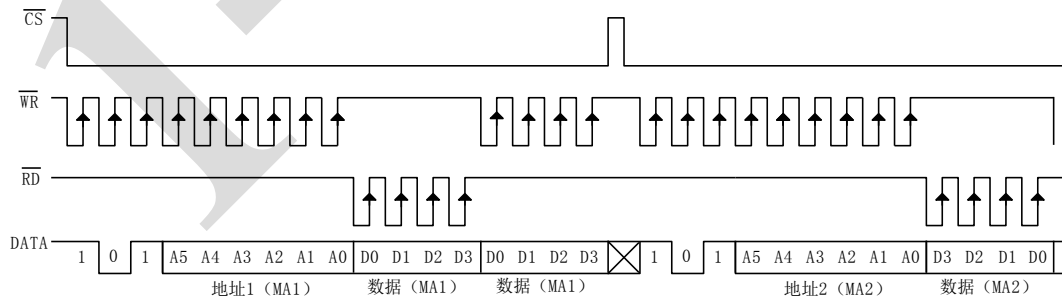 CS
WR
RD
DATA 1 0 1 A5 A4 A3 A2 A1 A0 D0 D1 D2 D3 D0 D1 D2 D3 1 0 1 A5 A4 A3 A2 A1 A0 D3 D2 D1 D0
地址1（MA1） 数据（MA1） 数据（MA1） 地址2（MA2） 数据（MA2）